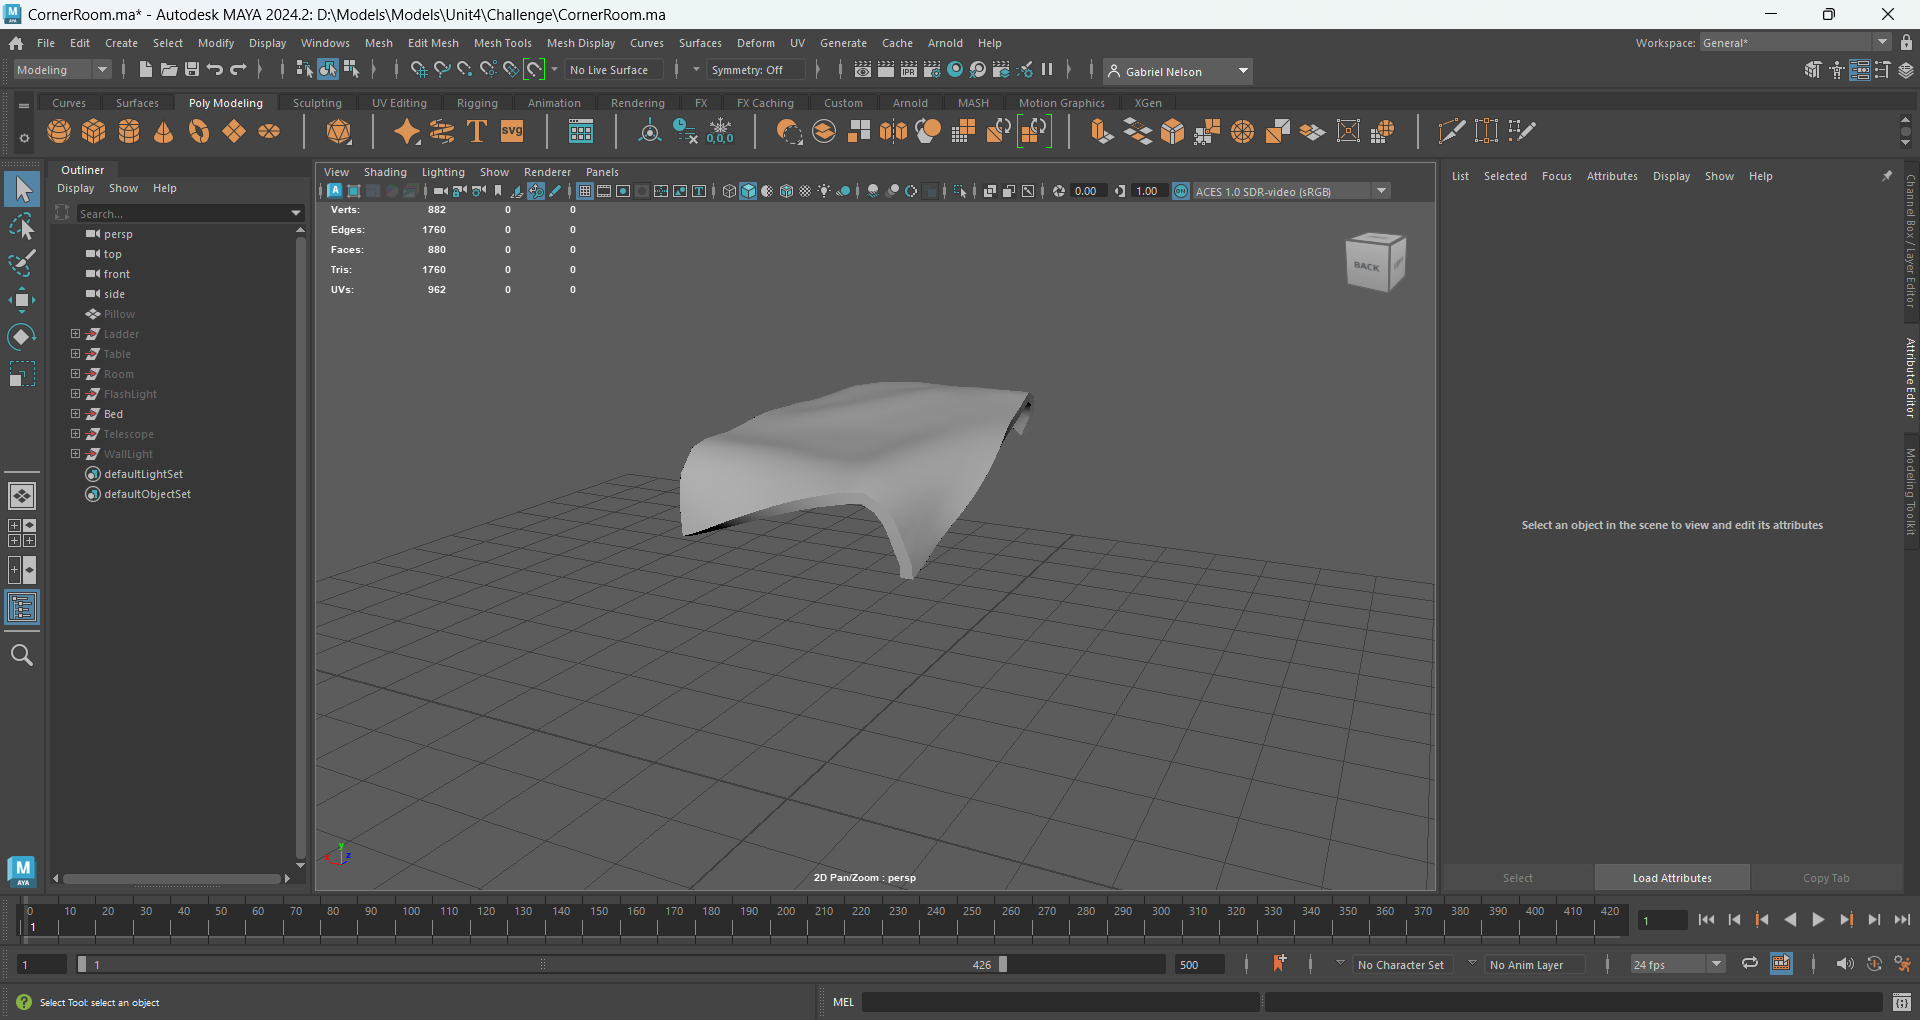 CornerRoom.ma* - Autodesk MAYA 2024.2: D:\Models\Models\Unit4\Challenge\CornerRoom.ma
File Edit Create Select Modify Display Windows Mesh Edit Mesh Mesh Tools Mesh Display Curves Surfaces Deform UV Generate Cache Arnold Help
Workspace: General*
Modeling
No Live Surface
Symmetry: Off
IPR
Gabriel Nelson
Curves Surfaces Poly Modeling Sculpting UV Editing Rigging Animation Rendering FX FX Caching Custom Arnold MASH Motion Graphics XGen
SVG
Outliner
Display Show Help
Search...
persp
top
front
side
Pillow
Ladder
Table
Room
FlashLight
Bed
Telescope
WallLight
defaultLightSet
defaultObjectSet
View Shading Lighting Show Renderer Panels
0.00
1.00
ACES 1.0 SDR-video (sRGB)
Verts: 882 0 0
Edges: 1760 0 0
Faces: 880 0 0
Tris: 1760 0 0
UVs: 962 0 0
BACK
y
z
2D Pan/Zoom : persp
List Selected Focus Attributes Display Show Help
Select an object in the scene to view and edit its attributes
Select
Load Attributes
Copy Tab
Channel Box / Layer Editor
Attribute Editor
Modeling Toolkit
M
AYA
0 10 20 30 40 50 60 70 80 90 100 110 120 130 140 150 160 170 180 190 200 210 220 230 240 250 260 270 280 290 300 310 320 330 340 350 360 370 380 390 400 410 420
1
1
1
1
426
500
No Character Set
No Anim Layer
24 fps
Select Tool: select an object
MEL